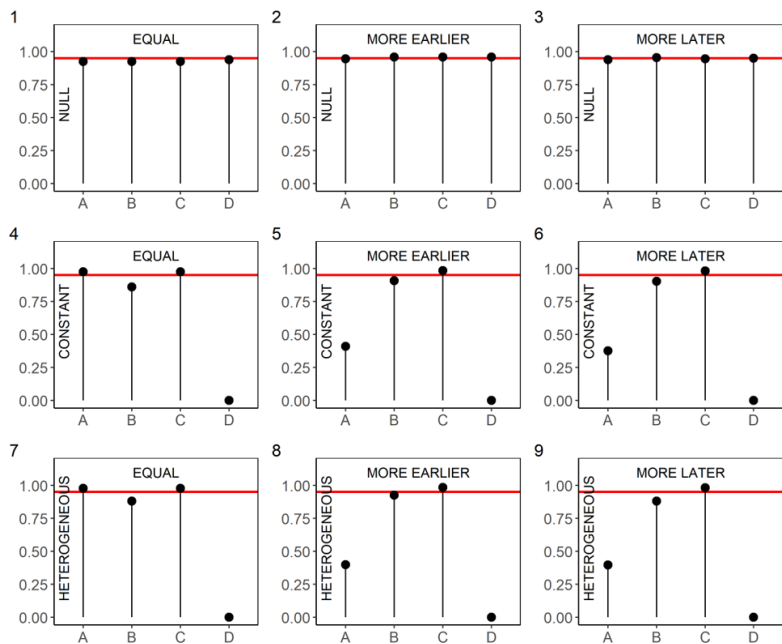 1 2 3
EQUAL MORE EARLIER MORE LATER
1.00 1.00 1.00
0.75 0.75 0.75
NULL NULL NULL
0.50 0.50 0.50
0.25 0.25 0.25
0.00 0.00 0.00
A B C D A B C D A B C D
4 5 6
EQUAL MORE EARLIER MORE LATER
1.00 1.00 1.00
0.75 0.75 0.75
CONSTANT CONSTANT CONSTANT
0.50 0.50 0.50
0.25 0.25 0.25
0.00 0.00 0.00
A B C D A B C D A B C D
7 8 9
EQUAL MORE EARLIER MORE LATER
1.00 1.00 1.00
0.75 0.75 0.75
HETEROGENEOUS HETEROGENEOUS HETEROGENEOUS
0.50 0.50 0.50
0.25 0.25 0.25
0.00 0.00 0.00
A B C D A B C D A B C D